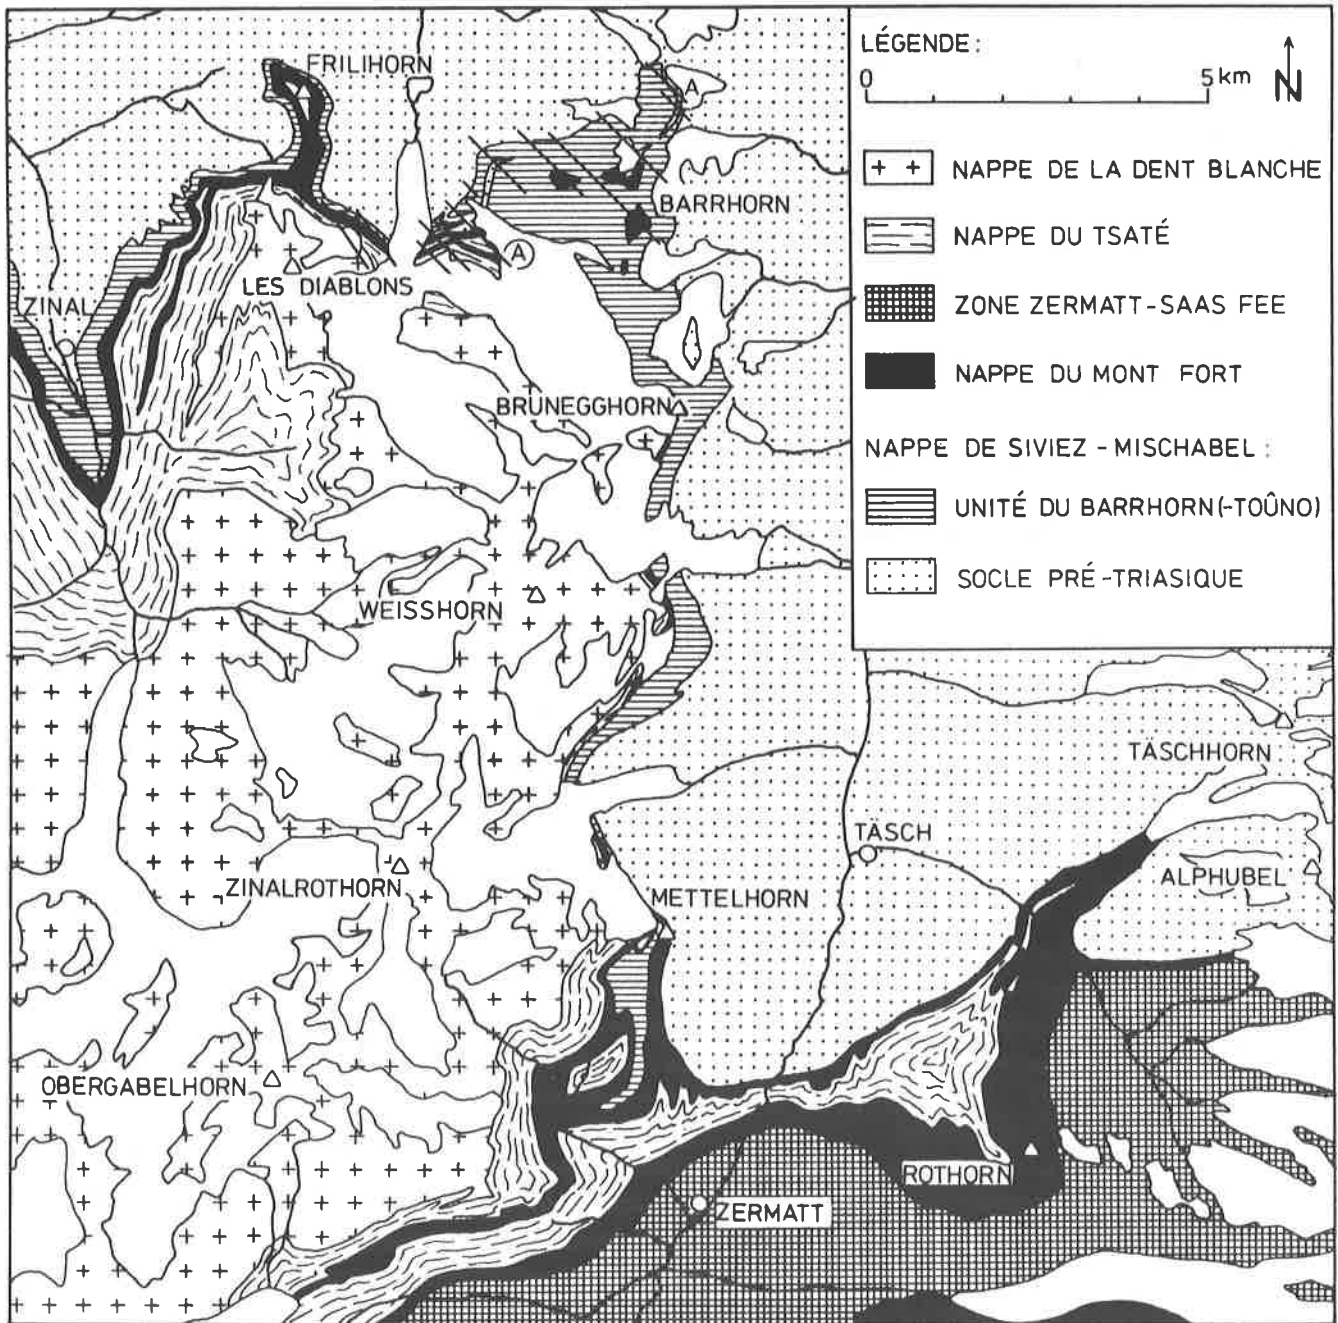 LÉGENDE :
0 5 km
N
+ + NAPPE DE LA DENT BLANCHE
NAPPE DU TSATÉ
ZONE ZERMATT-SAAS FEE
NAPPE DU MONT FORT
NAPPE DE SIVIEZ - MISCHABEL :
UNITÉ DU BARRHORN(-TOÛNO)
SOCLE PRÉ-TRIASIQUE
FRILIHORN
A
BARRHORN
A
LES DIABLONS
ZINAL
BRUNEGGHORN
WEISSHORN
TÄSCHHORN
TÄSCH
ZINALROTHORN
ALPHUBEL
METTELHORN
OBERGABELHORN
ROTHORN
ZERMATT